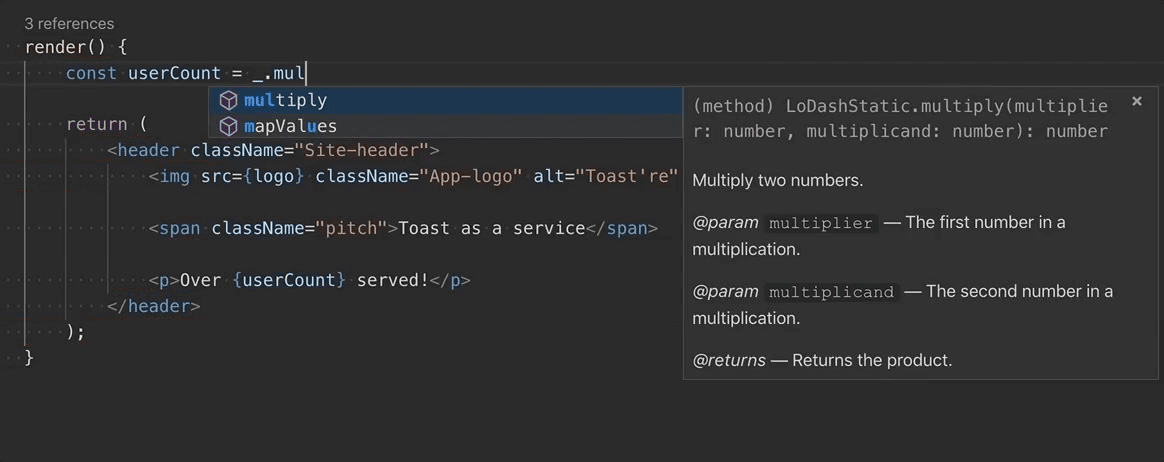 3 references
render() {
const userCount = _.mul
multiply
mapValues
(method) LoDashStatic.multiply(multiplie
r: number, multiplicand: number): number
Multiply two numbers.
@param multiplier — The first number in a
multiplication.
@param multiplicand — The second number in a
multiplication.
@returns — Returns the product.
return (
<header className="Site-header">
<img src={logo} className="App-logo" alt="Toast're"
<span className="pitch">Toast as a service</span>
<p>Over {userCount} served!</p>
</header>
);
}